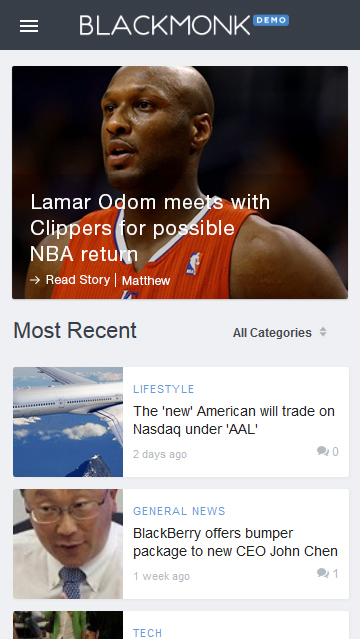 BLACKMONK DEMO
Lamar Odom meets with
Clippers for possible
NBA return
→ Read Story | Matthew
Most Recent
All Categories
LIFESTYLE
The 'new' American will trade on
Nasdaq under 'AAL'
2 days ago
0
GENERAL NEWS
BlackBerry offers bumper
package to new CEO John Chen
1 week ago
1
TECH